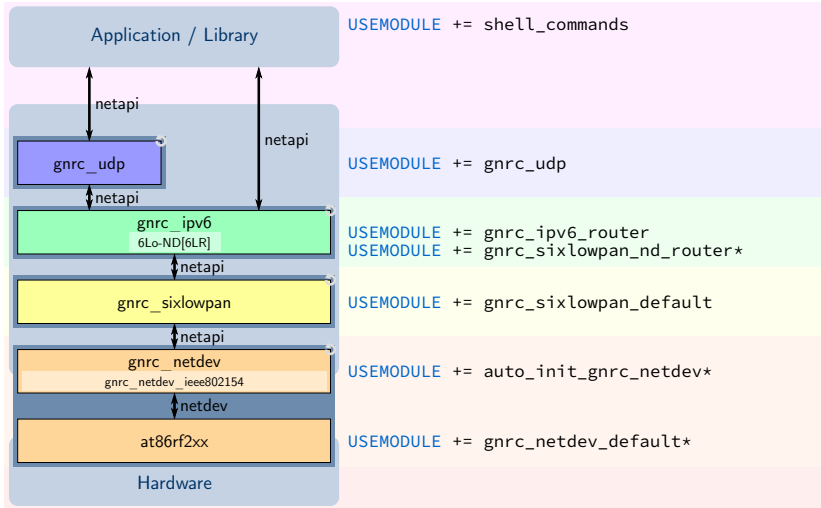 Application / Library
USEMODULE += shell_commands
netapi
netapi
gnrc_udp
USEMODULE += gnrc_udp
netapi
gnrc_ipv6
6Lo-ND[6LR]
USEMODULE += gnrc_ipv6_router
USEMODULE += gnrc_sixlowpan_nd_router*
netapi
gnrc_sixlowpan
USEMODULE += gnrc_sixlowpan_default
netapi
gnrc_netdev
gnrc_netdev_ieee802154
USEMODULE += auto_init_gnrc_netdev*
netdev
at86rf2xx
USEMODULE += gnrc_netdev_default*
Hardware